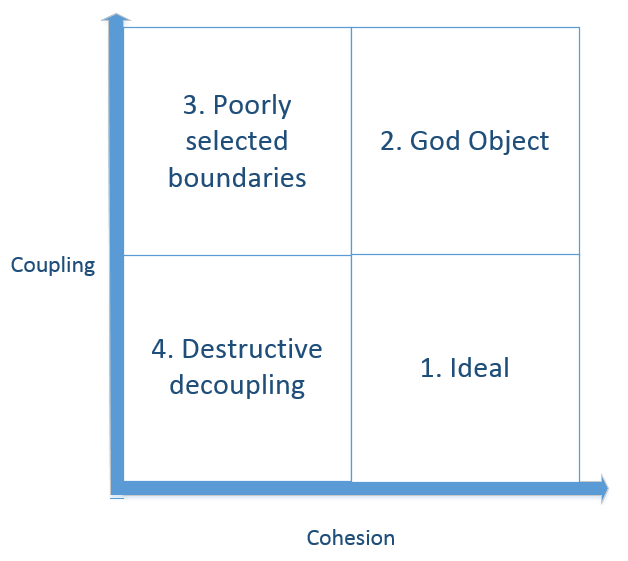 3. Poorly
selected
boundaries
2. God Object
Coupling
4. Destructive
decoupling
1. Ideal
Cohesion